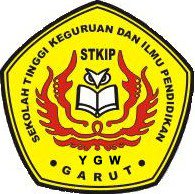 SEKOLAH TINGGI KEGURUAN DAN ILMU PENDIDIKAN
STKIP
YGW
GARUT